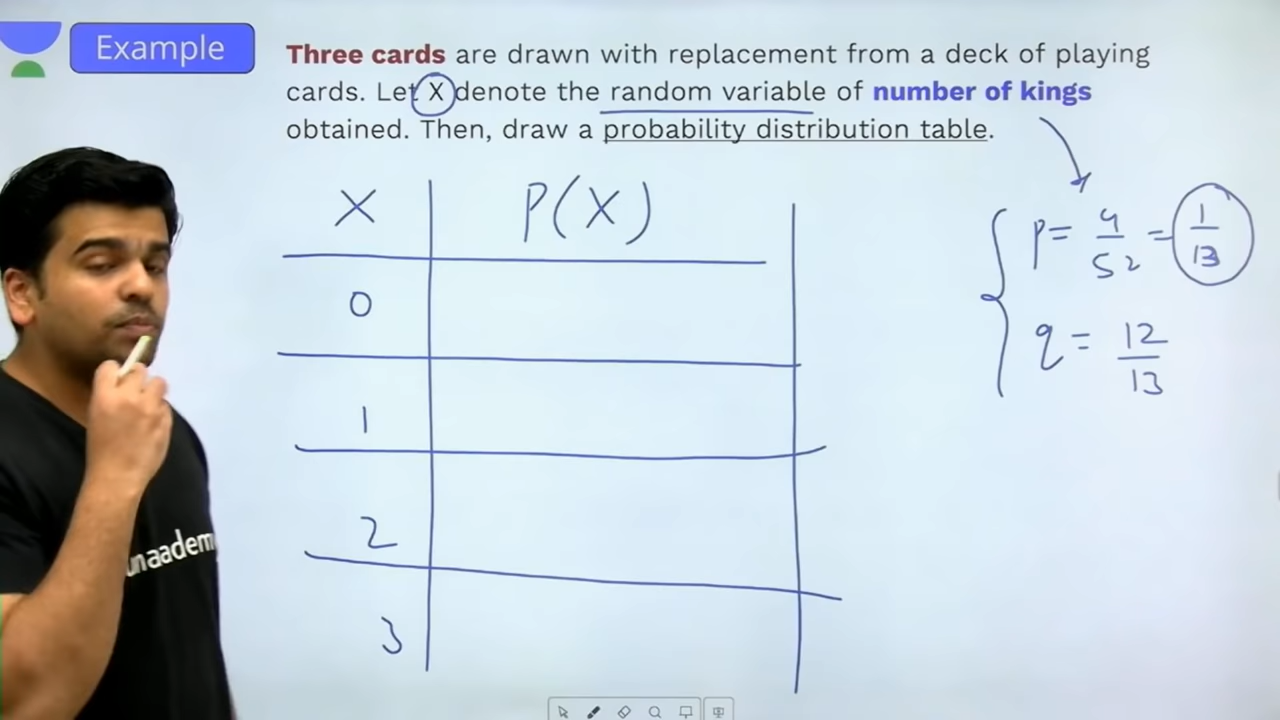 Example
Three cards are drawn with replacement from a deck of playing
cards. Let X denote the random variable of number of kings
obtained. Then, draw a probability distribution table.
X P(X)
0
1
2
3
p = 4/52 = 1/13
q = 12/13
unaadem